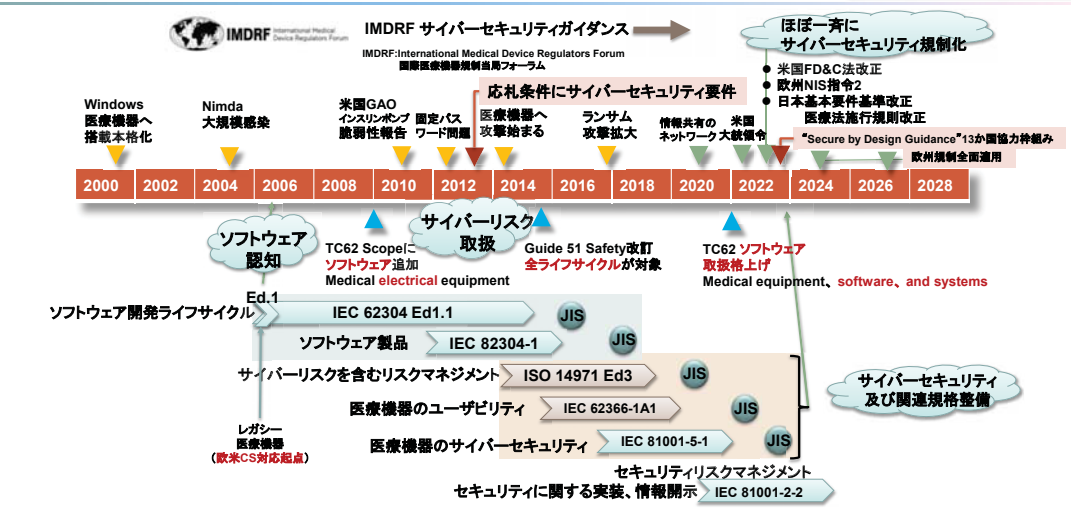 IMDRF International Medical
Device Regulators Forum
IMDRF サイバーセキュリティガイダンス
IMDRF:International Medical Device Regulators Forum
国際医療機器規制当局フォーラム
ほぼ一斉に
サイバーセキュリティ規制化
● 米国FD&C法改正
● 欧州NIS指令2
● 日本基本要件基準改正
医療法施行規則改正
“Secure by Design Guidance”13か国協力枠組み
欧州規制全面適用
Windows
医療機器へ
搭載本格化
Nimda
大規模感染
米国GAO
インスリンポンプ
脆弱性報告
固定パス
ワード問題
応札条件にサイバーセキュリティ要件
医療機器へ
攻撃始まる
ランサム
攻撃拡大
情報共有の
ネットワーク
米国
大統領令
2000 2002 2004 2006 2008 2010 2012 2014 2016 2018 2020 2022 2024 2026 2028
ソフトウェア
認知
TC62 Scopeに
ソフトウェア追加
Medical electrical equipment
サイバーリスク
取扱
Guide 51 Safety改訂
全ライフサイクルが対象
TC62 ソフトウェア
取扱格上げ
Medical equipment、software、and systems
Ed.1
ソフトウェア開発ライフサイクル IEC 62304 Ed1.1 JIS
ソフトウェア製品 IEC 82304-1 JIS
サイバーリスクを含むリスクマネジメント ISO 14971 Ed3 JIS
医療機器のユーザビリティ IEC 62366-1A1 JIS
医療機器のサイバーセキュリティ IEC 81001-5-1 JIS
サイバーセキュリティ
及び関連規格整備
レガシー
医療機器
（欧米CS対応起点）
セキュリティリスクマネジメント
セキュリティに関する実装、情報開示 IEC 81001-2-2